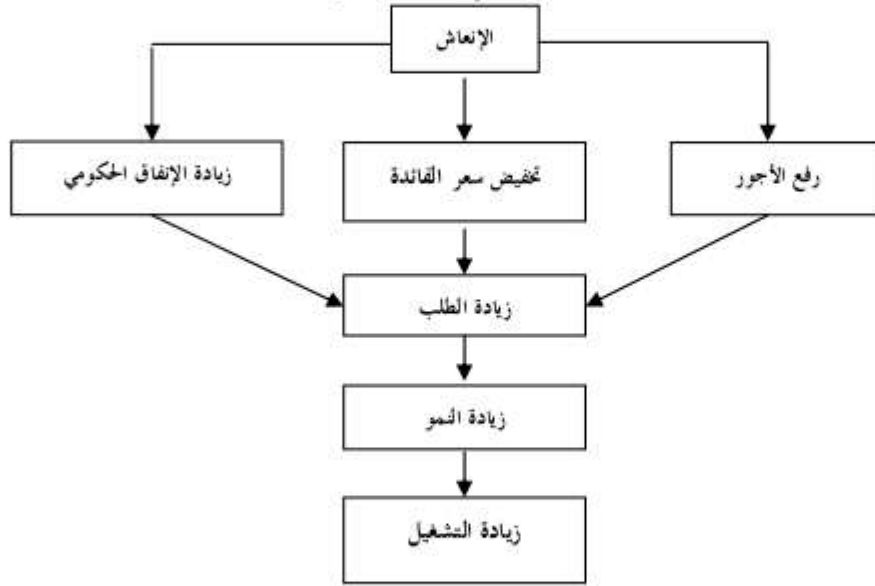 الإنعاش
رفع الأجور
تخفيض سعر الفائدة
زيادة الإنفاق الحكومي
زيادة الطلب
زيادة النمو
زيادة التشغيل